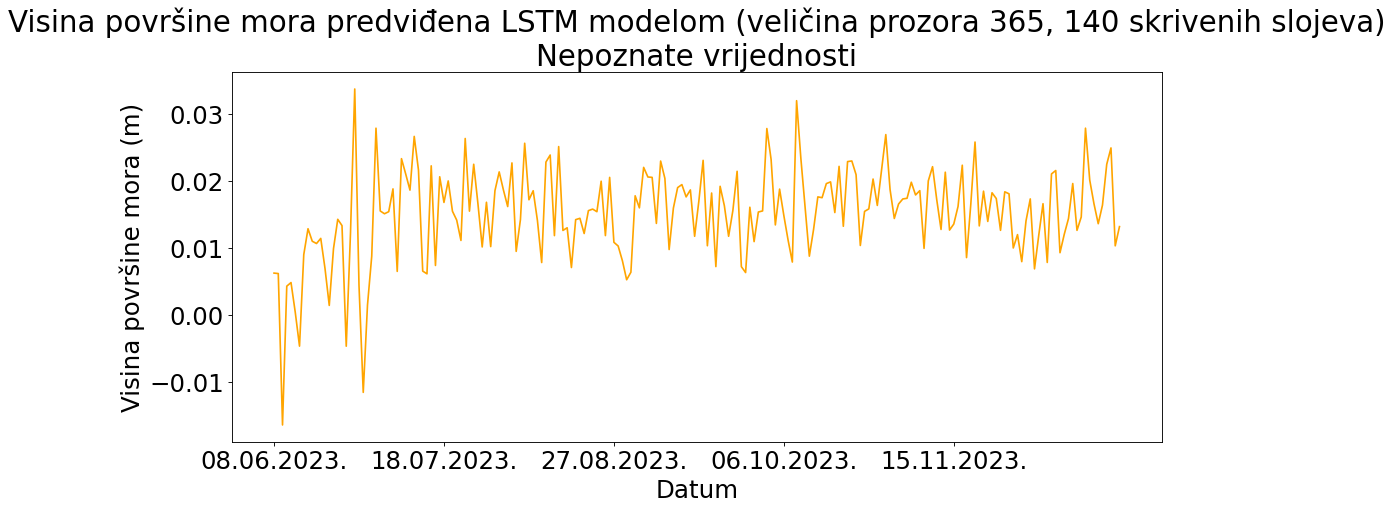 Visina površine mora predviđena LSTM modelom (veličina prozora 365, 140 skrivenih slojeva)
Nepoznate vrijednosti
Visina površine mora (m)
0.03
0.02
0.01
0.00
−0.01
08.06.2023. 18.07.2023. 27.08.2023. 06.10.2023. 15.11.2023.
Datum